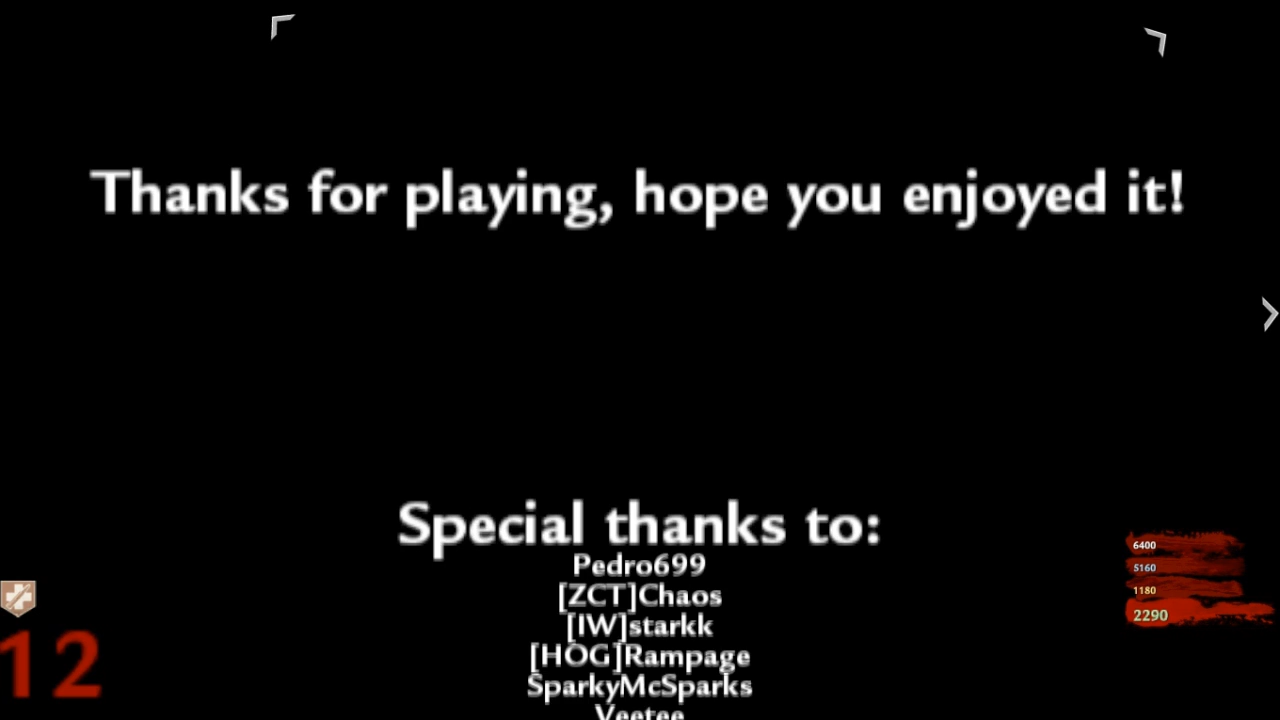 Thanks for playing, hope you enjoyed it!
Special thanks to:
Pedro699
[ZCT]Chaos
[IW]starkk
[HOG]Rampage
SparkyMcSparks
Veetee
6400
5160
1180
2290
12